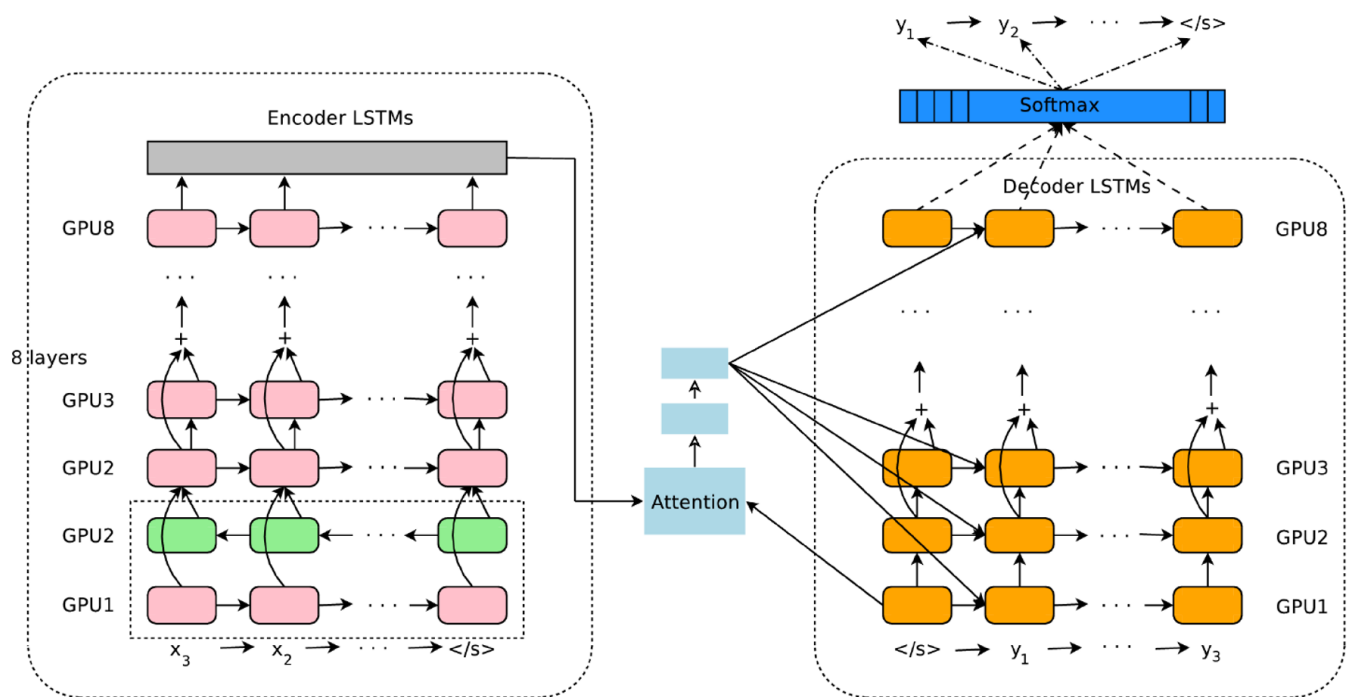 y1 y2 · · · </s>
Softmax
Encoder LSTMs
Decoder LSTMs
GPU8 · · ·
· · · · · · · · ·
+ + +
8 layers
GPU3 · · ·
GPU2 · · ·
GPU2 · · ·
GPU1 · · ·
x3 x2 · · · </s>
Attention
· · · GPU8
· · · · · · · · ·
+ + +
· · · GPU3
· · · GPU2
· · · GPU1
</s> y1 · · · y3